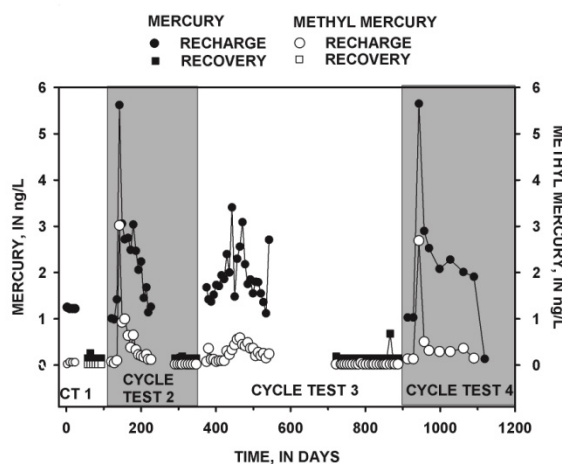 MERCURY METHYL MERCURY
RECHARGE RECHARGE
RECOVERY RECOVERY
6 6
5 5
4 4
3 3
2 2
1 1
0 0
MERCURY, IN ng/L
METHYL MERCURY, IN ng/L
CT 1 CYCLE TEST 2 CYCLE TEST 3 CYCLE TEST 4
0 200 400 600 800 1000 1200
TIME, IN DAYS